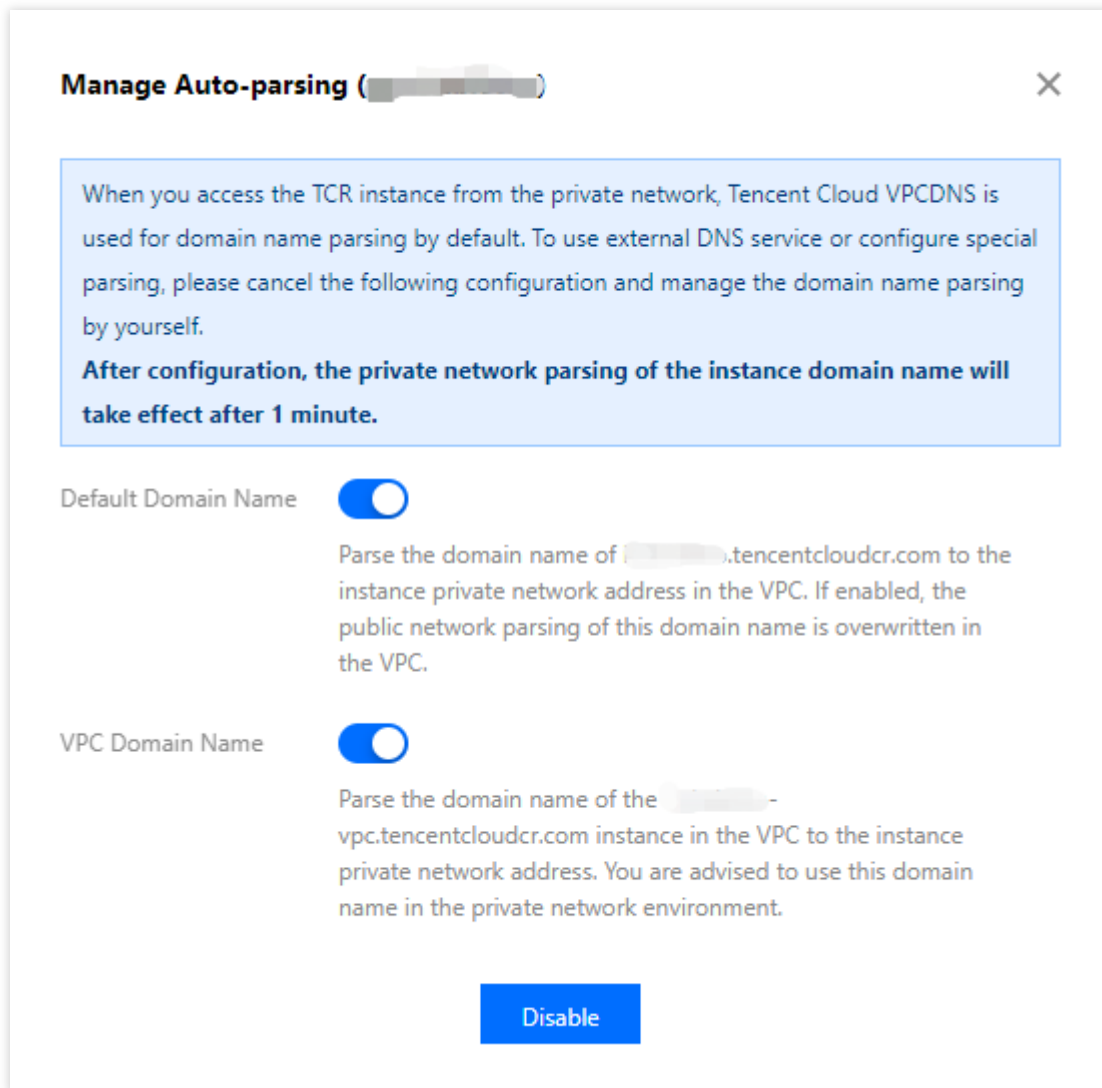 Manage Auto-parsing ( )
When you access the TCR instance from the private network, Tencent Cloud VPCDNS is
used for domain name parsing by default. To use external DNS service or configure special
parsing, please cancel the following configuration and manage the domain name parsing
by yourself.
After configuration, the private network parsing of the instance domain name will
take effect after 1 minute.
Default Domain Name
Parse the domain name of .tencentcloudcr.com to the
instance private network address in the VPC. If enabled, the
public network parsing of this domain name is overwritten in
the VPC.
VPC Domain Name
Parse the domain name of the -
vpc.tencentcloudcr.com instance in the VPC to the instance
private network address. You are advised to use this domain
name in the private network environment.
Disable